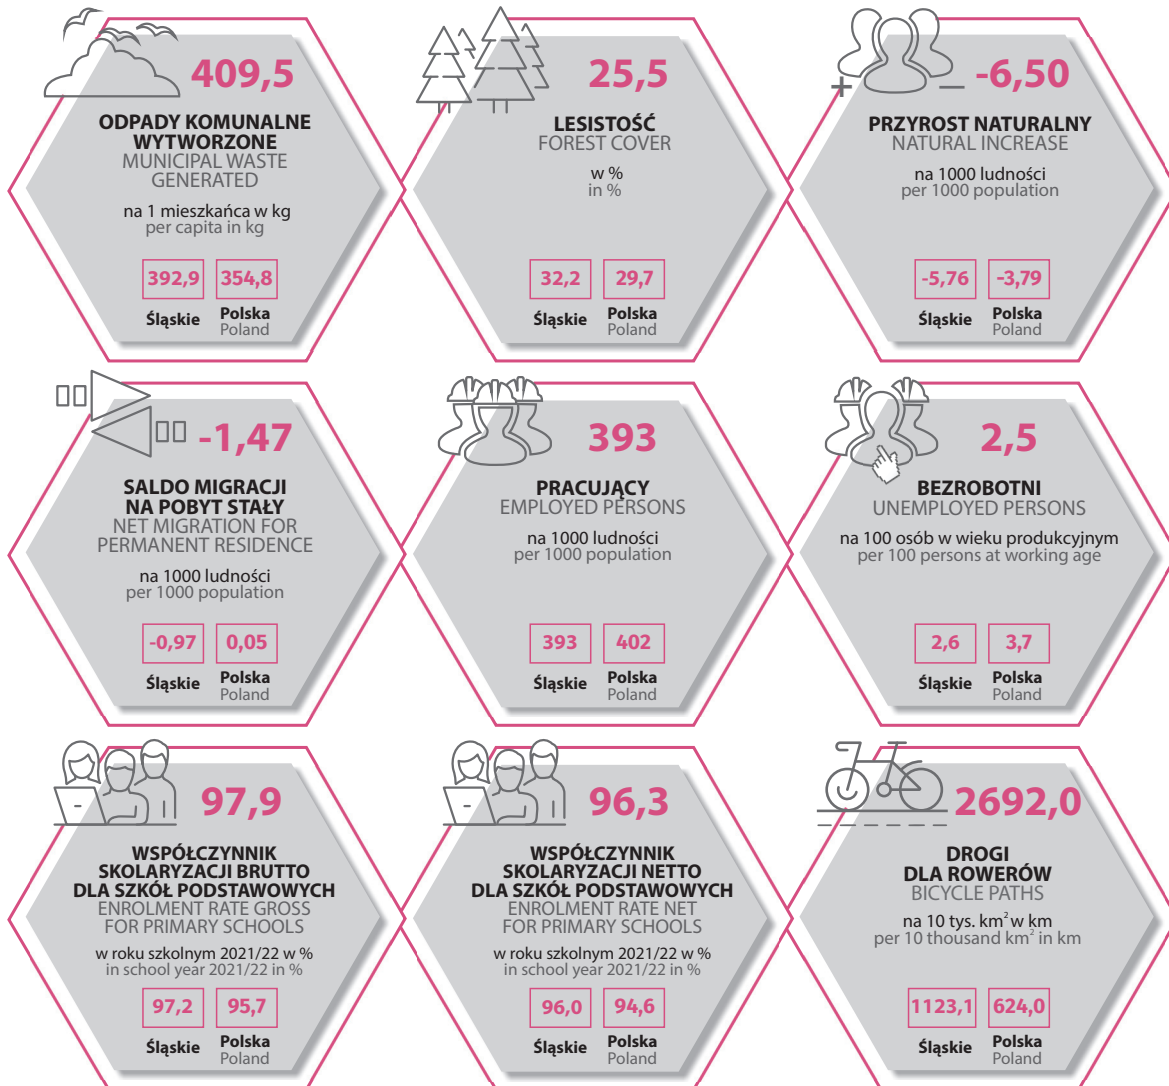 409,5
ODPADY KOMUNALNE
WYTWORZONE
MUNICIPAL WASTE
GENERATED
na 1 mieszkańca w kg
per capita in kg
392,9 354,8
Śląskie Polska
Poland
25,5
LESISTOŚĆ
FOREST COVER
w %
in %
32,2 29,7
Śląskie Polska
Poland
+ –
-6,50
PRZYROST NATURALNY
NATURAL INCREASE
na 1000 ludności
per 1000 population
-5,76 -3,79
Śląskie Polska
Poland
-1,47
SALDO MIGRACJI
NA POBYT STAŁY
NET MIGRATION FOR
PERMANENT RESIDENCE
na 1000 ludności
per 1000 population
-0,97 0,05
Śląskie Polska
Poland
393
PRACUJĄCY
EMPLOYED PERSONS
na 1000 ludności
per 1000 population
393 402
Śląskie Polska
Poland
2,5
BEZROBOTNI
UNEMPLOYED PERSONS
na 100 osób w wieku produkcyjnym
per 100 persons at working age
2,6 3,7
Śląskie Polska
Poland
97,9
WSPÓŁCZYNNIK
SKOLARYZACJI BRUTTO
DLA SZKÓŁ PODSTAWOWYCH
ENROLMENT RATE GROSS
FOR PRIMARY SCHOOLS
w roku szkolnym 2021/22 w %
in school year 2021/22 in %
97,2 95,7
Śląskie Polska
Poland
96,3
WSPÓŁCZYNNIK
SKOLARYZACJI NETTO
DLA SZKÓŁ PODSTAWOWYCH
ENROLMENT RATE NET
FOR PRIMARY SCHOOLS
w roku szkolnym 2021/22 w %
in school year 2021/22 in %
96,0 94,6
Śląskie Polska
Poland
2692,0
DROGI
DLA ROWERÓW
BICYCLE PATHS
na 10 tys. km² w km
per 10 thousand km² in km
1123,1 624,0
Śląskie Polska
Poland